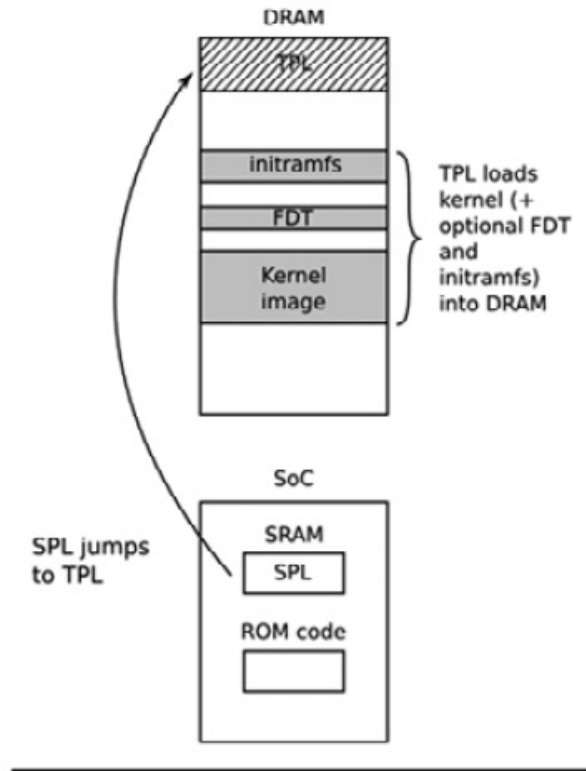 DRAM
TPL
initramfs
FDT
Kernel
image
TPL loads
kernel (+
optional FDT
and
initramfs)
into DRAM
SoC
SRAM
SPL
ROM code
SPL jumps
to TPL